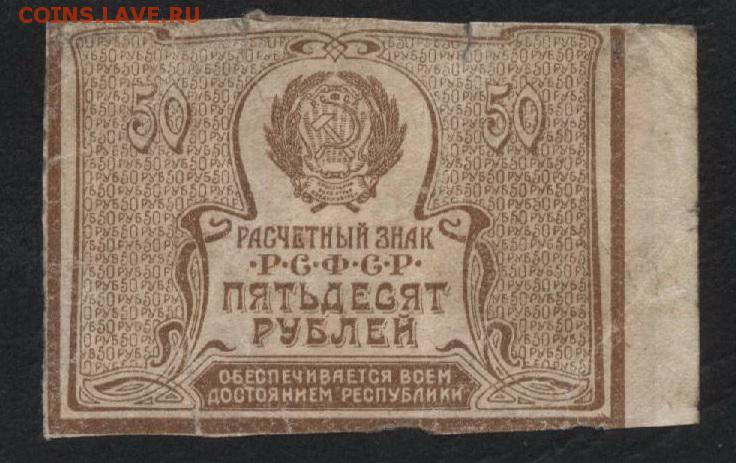 COINS.LAVE.RU
50 50
РАСЧЕТНЫЙ ЗНАК
·Р·С·Ф·С·Р·
ПЯТЬДЕСЯТ
РУБЛЕЙ
ОБЕСПЕЧИВАЕТСЯ ВСЕМ
ДОСТОЯНИЕМ РЕСПУБЛИКИ